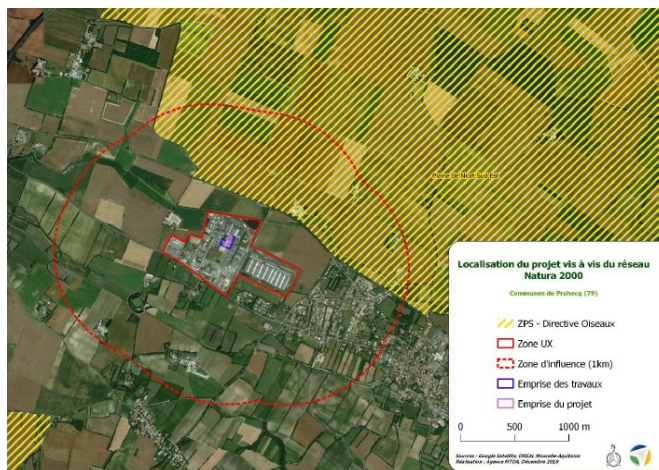 Plaine de Niort Sud-Est
Localisation du projet vis à vis du réseau
Natura 2000
Communes de Prahecq (79)
ZPS - Directive Oiseaux
Zone UX
Zone d'influence (1km)
Emprise des travaux
Emprise du projet
0 500 1000 m
N
Sources : Google Satellite, DREAL Nouvelle-Aquitaine
Réalisation : Agence MTDA, Décembre 2019